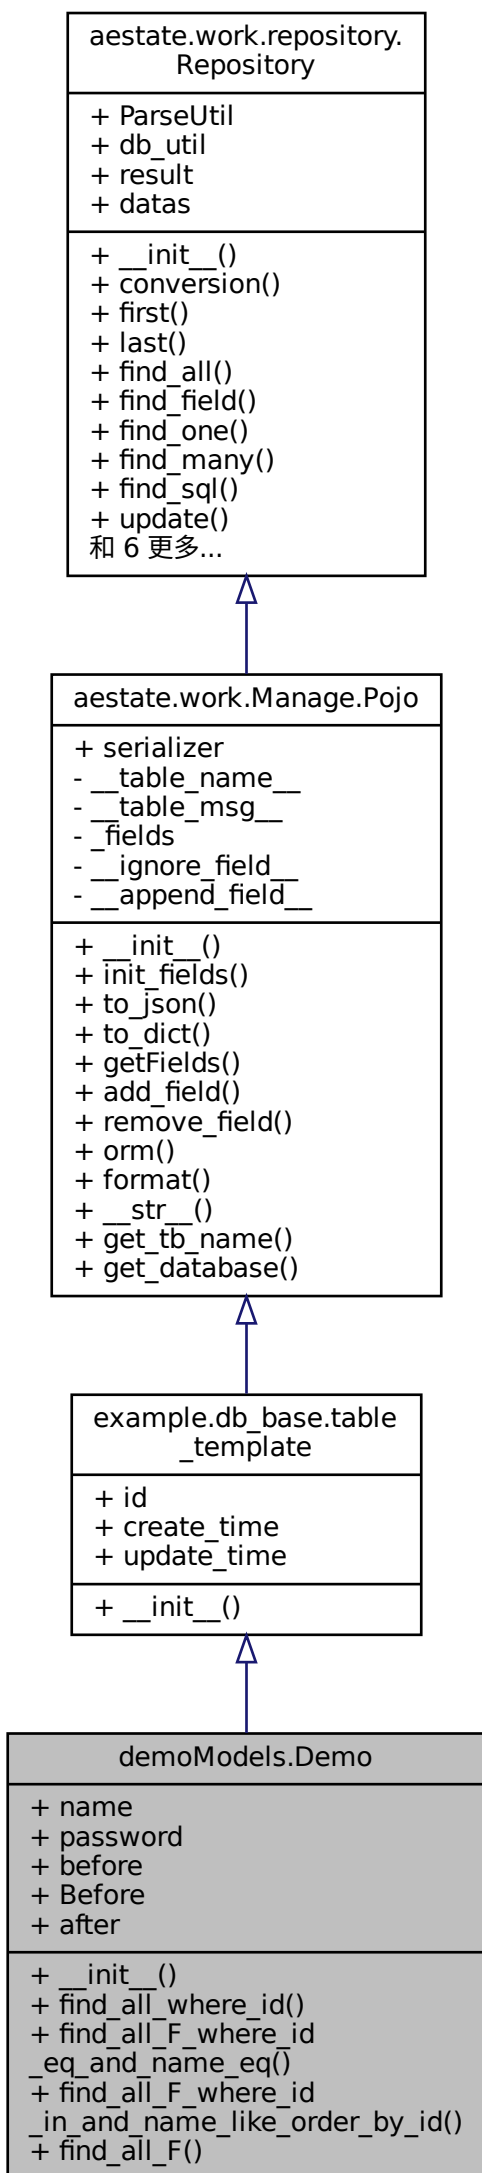 aestate.work.repository.
Repository
+ ParseUtil
+ db_util
+ result
+ datas
+ __init__()
+ conversion()
+ first()
+ last()
+ find_all()
+ find_field()
+ find_one()
+ find_many()
+ find_sql()
+ update()
和 6 更多...
aestate.work.Manage.Pojo
+ serializer
- __table_name__
- __table_msg__
- _fields
- __ignore_field__
- __append_field__
+ __init__()
+ init_fields()
+ to_json()
+ to_dict()
+ getFields()
+ add_field()
+ remove_field()
+ orm()
+ format()
+ __str__()
+ get_tb_name()
+ get_database()
example.db_base.table
_template
+ id
+ create_time
+ update_time
+ __init__()
demoModels.Demo
+ name
+ password
+ before
+ Before
+ after
+ __init__()
+ find_all_where_id()
+ find_all_F_where_id
_eq_and_name_eq()
+ find_all_F_where_id
_in_and_name_like_order_by_id()
+ find_all_F()